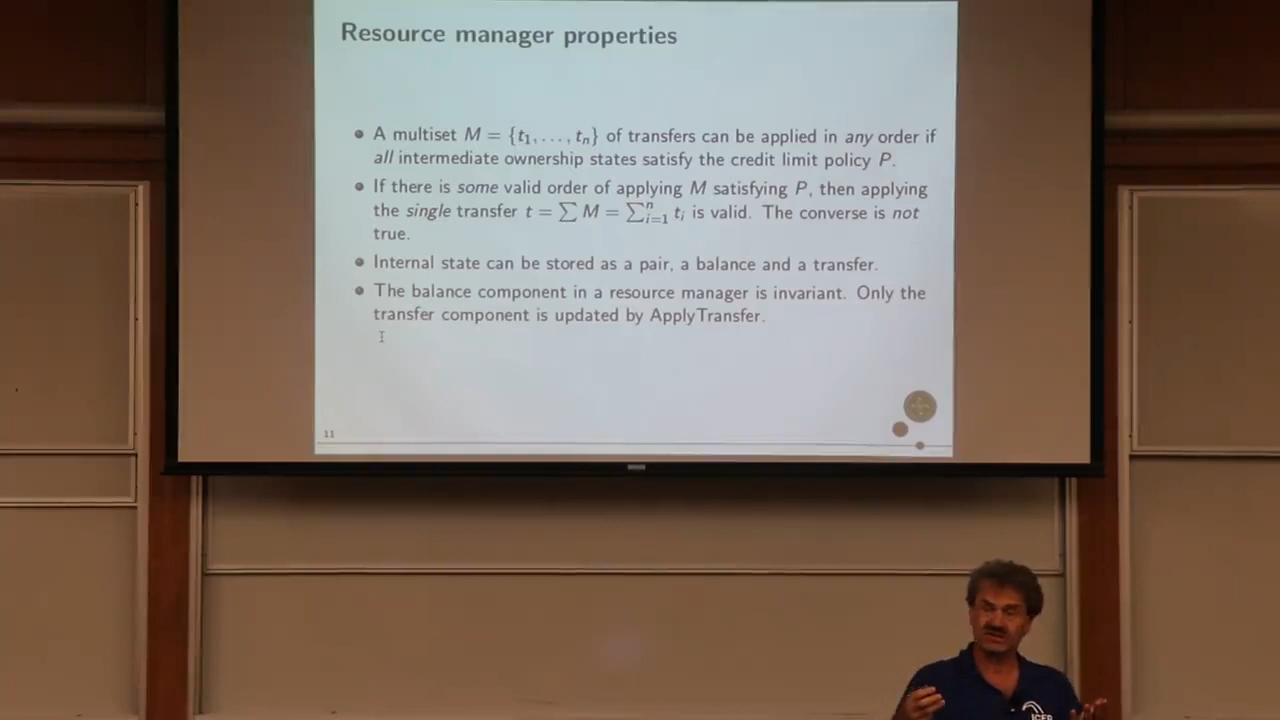 Resource manager properties
A multiset M = {t₁, . . . , tₙ} of transfers can be applied in any order if
all intermediate ownership states satisfy the credit limit policy P.
If there is some valid order of applying M satisfying P, then applying
the single transfer t = ∑ M = ∑ⁿᵢ₌₁ tᵢ is valid. The converse is not
true.
Internal state can be stored as a pair, a balance and a transfer.
The balance component in a resource manager is invariant. Only the
transfer component is updated by ApplyTransfer.
11
ICFP